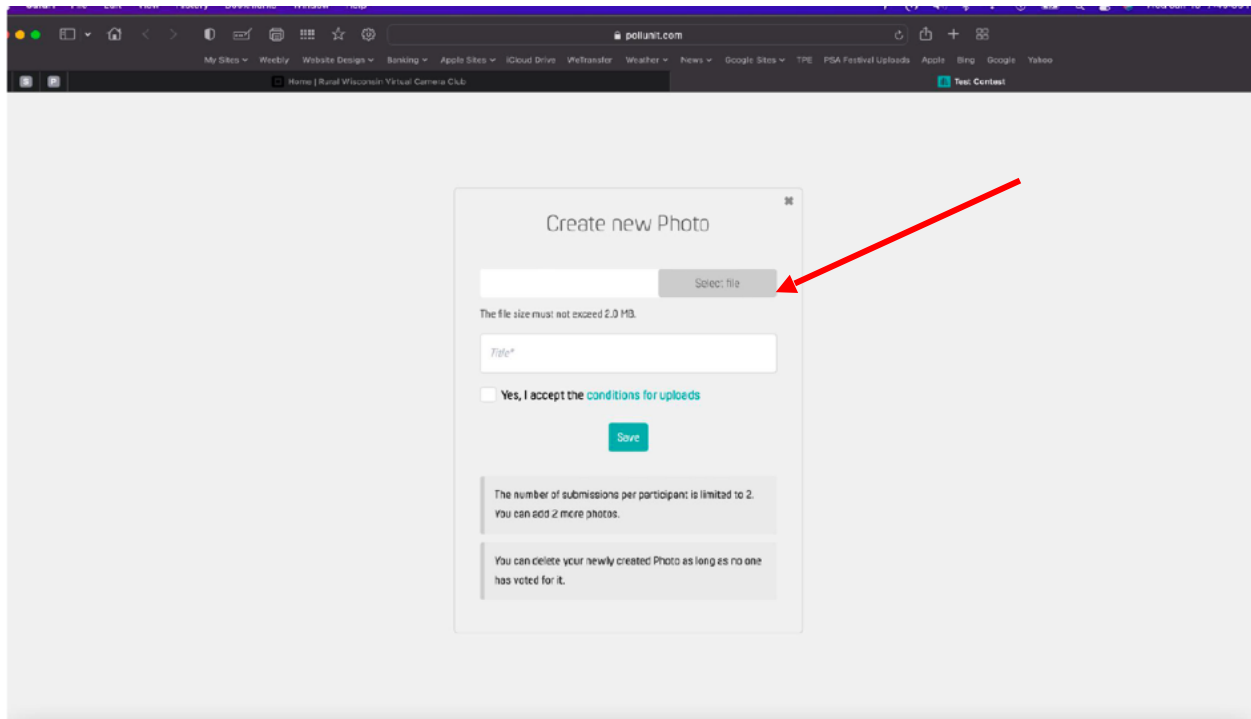 pollunit.com
My Sites Weebly Website Design Banking Apple Sites iCloud Drive WeTransfer Weather News Google Sites TPE PSA Festival Uploads Apple Bing Google Yahoo
S P Home | Rural Wisconsin Virtual Camera Club Test Contest
Create new Photo
Select file
The file size must not exceed 2.0 MB.
Title*
Yes, I accept the conditions for uploads
Save
The number of submissions per participant is limited to 2.
You can add 2 more photos.
You can delete your newly created Photo as long as no one
has voted for it.